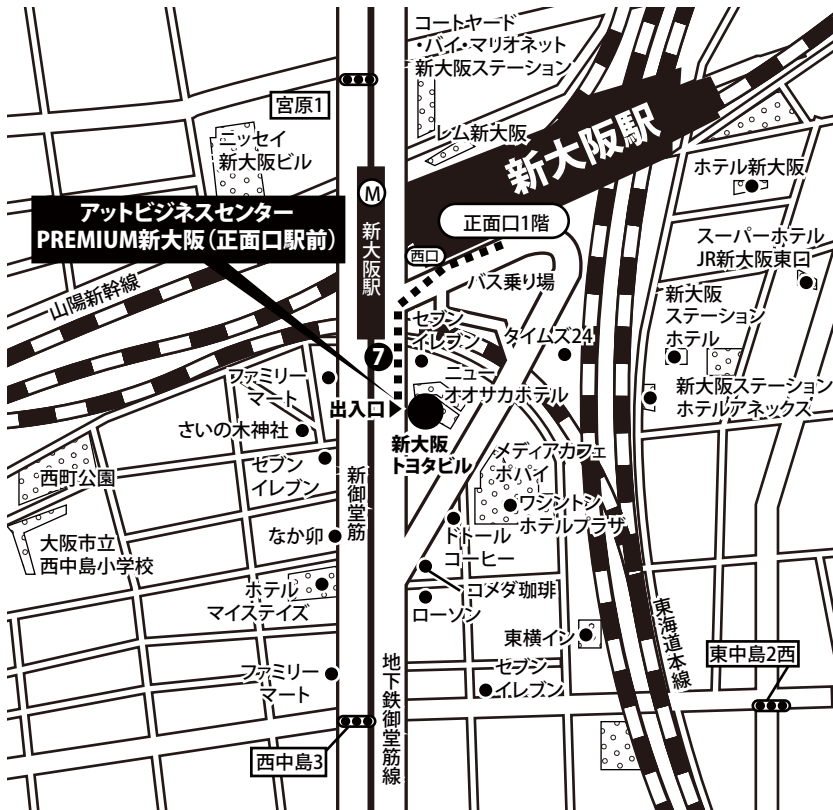 コートヤード
・バイ・マリオネット
新大阪ステーション
宮原1
ニッセイ
新大阪ビル
レム新大阪
新大阪駅
ホテル新大阪
M
新大阪駅
アットビジネスセンター
PREMIUM新大阪（正面口駅前）
正面口1階
西口
スーパーホテル
JR新大阪東口
山陽新幹線
バス乗り場
新大阪
ステーション
ホテル
セブン
イレブン
タイムズ24
7
ファミリー
マート
ニュー
オオサカホテル
新大阪ステーション
ホテルアネックス
出入口
さいの木神社
新大阪
トヨタビル
メディアカフェ
ポパイ
セブン
イレブン
西町公園
新御堂筋
ワシントン
ホテルプラザ
なか卯
ドトール
コーヒー
大阪市立
西中島小学校
ホテル
マイステイズ
コメダ珈琲
ローソン
東海道本線
東横イン
東中島2西
ファミリー
マート
地下鉄御堂筋線
セブン
イレブン
西中島3